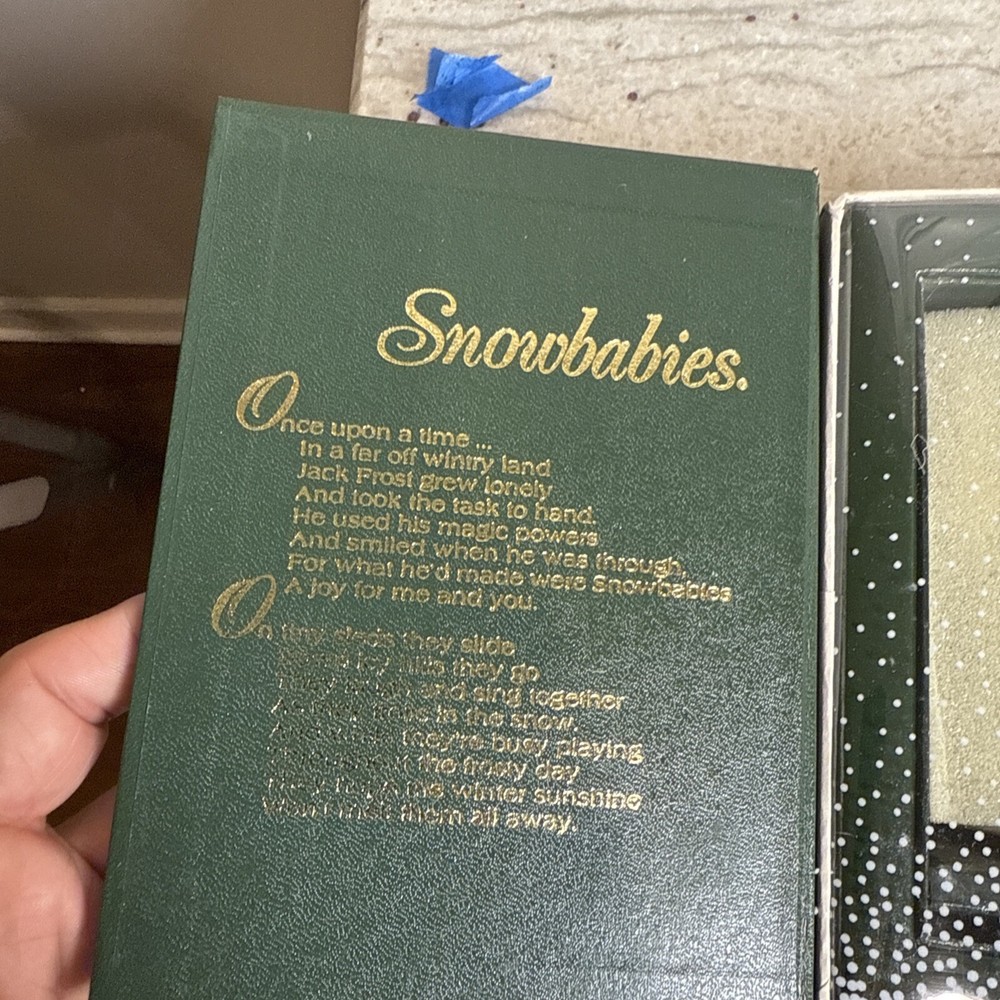 Snowbabies.
Once upon a time...
In a far off wintry land
Jack Frost grew lonely
And took the task to hand.
He used his magic powers
And smiled when he was through,
For what he'd made were Snowbabies
A joy for me and you.
On tiny sleds they slide
icy hills they go
and sing together
in the snow
they're busy playing
the frosty day
the winter sunshine
them all away.